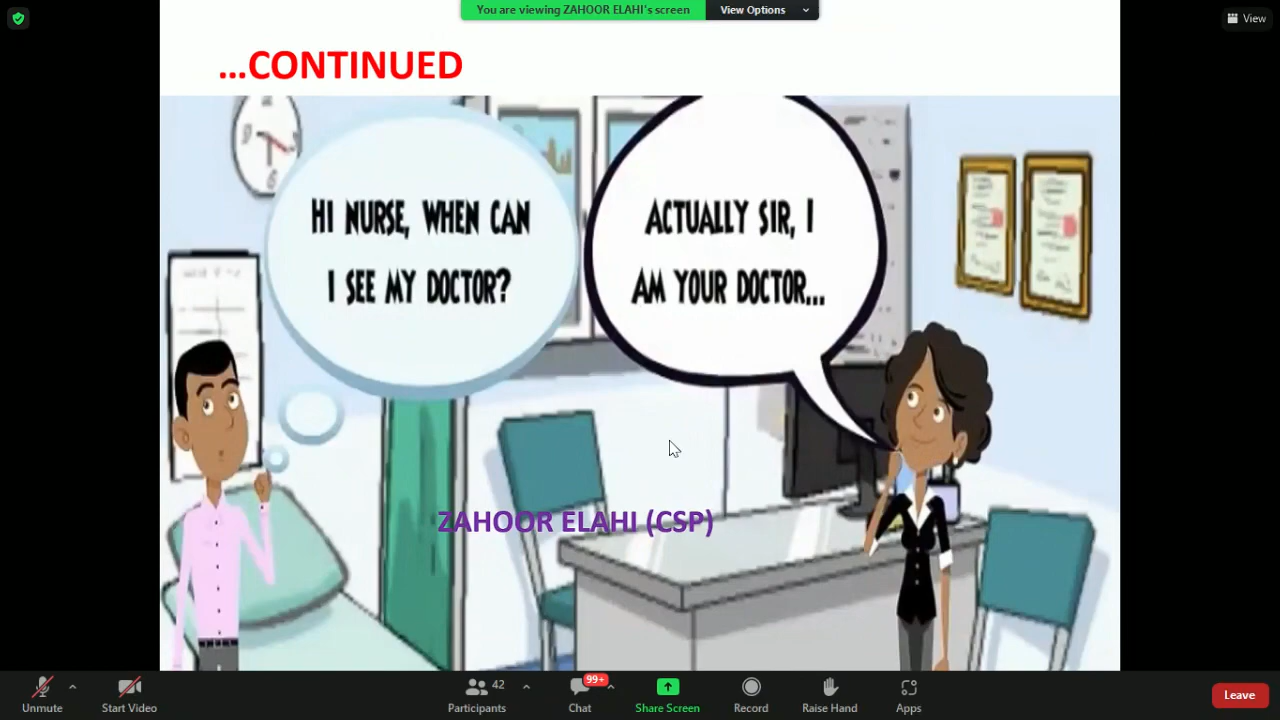 You are viewing ZAHOOR ELAHI's screen
View Options
View
...CONTINUED
HI NURSE, WHEN CAN
I SEE MY DOCTOR?
ACTUALLY SIR, I
AM YOUR DOCTOR...
ZAHOOR ELAHI (CSP)
Unmute
Start Video
42
Participants
99+
Chat
Share Screen
Record
Raise Hand
Apps
Leave